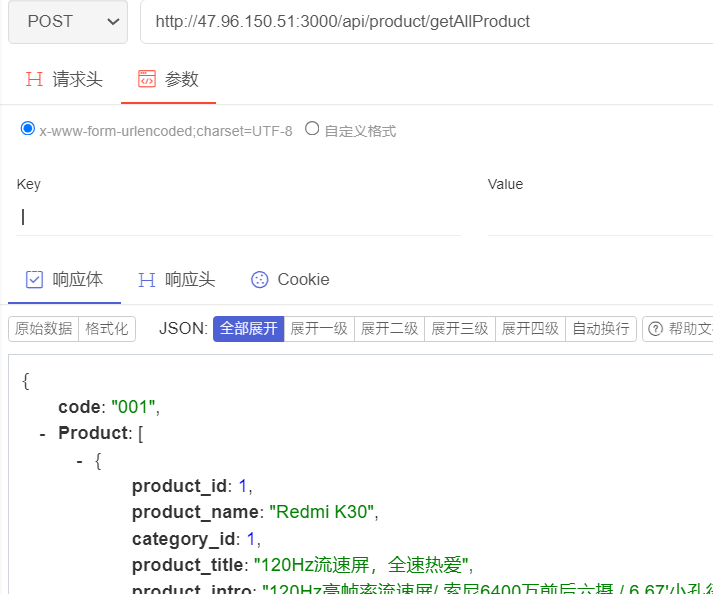 POST http://47.96.150.51:3000/api/product/getAllProduct
请求头 参数
x-www-form-urlencoded;charset=UTF-8 自定义格式
Key Value
响应体 响应头 Cookie
原始数据 格式化 JSON: 全部展开 展开一级 展开二级 展开三级 展开四级 自动换行 帮助文
{
code: "001",
- Product: [
- {
product_id: 1,
product_name: "Redmi K30",
category_id: 1,
product_title: "120Hz流速屏，全速热爱",
product_intro: "120Hz高帧率流速屏/ 索尼6400万前后六摄 / 6.67'小孔径